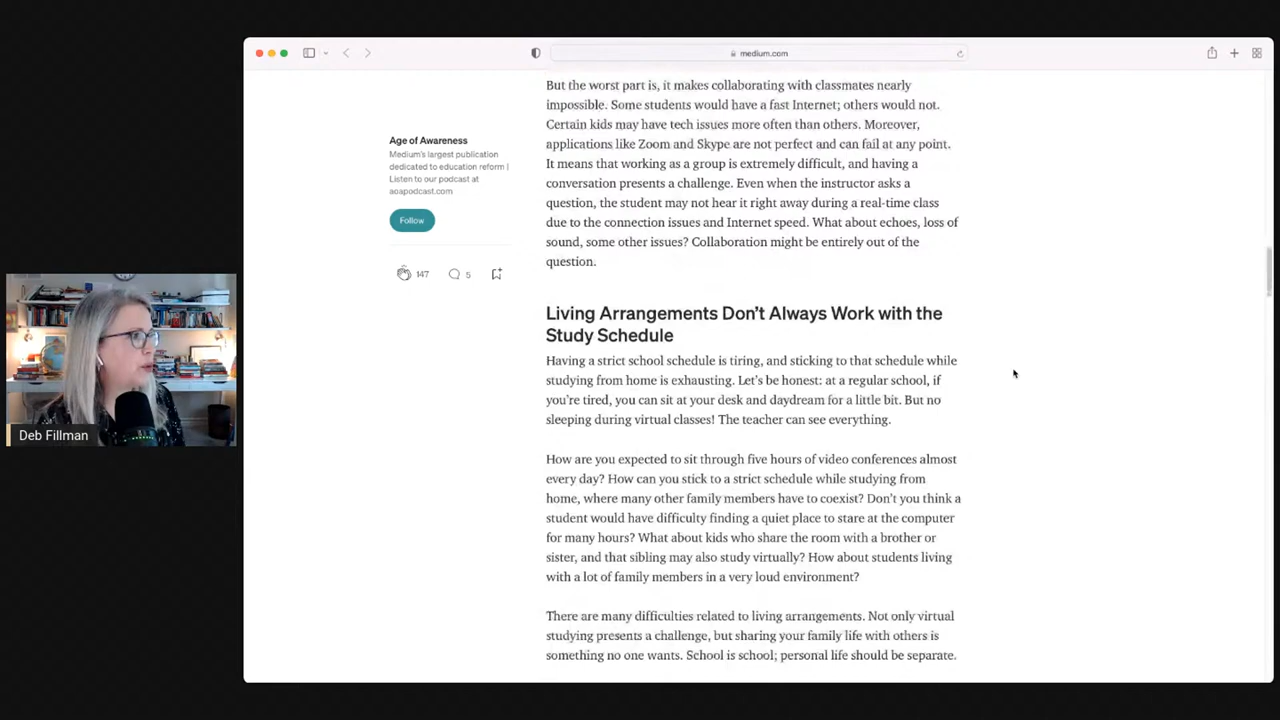 medium.com
But the worst part is, it makes collaborating with classmates nearly
impossible. Some students would have a fast Internet; others would not.
Certain kids may have tech issues more often than others. Moreover,
applications like Zoom and Skype are not perfect and can fail at any point.
It means that working as a group is extremely difficult, and having a
conversation presents a challenge. Even when the instructor asks a
question, the student may not hear it right away during a real-time class
due to the connection issues and Internet speed. What about echoes, loss of
sound, some other issues? Collaboration might be entirely out of the
question.
Age of Awareness
Medium's largest publication
dedicated to education reform |
Listen to our podcast at
aoapodcast.com
Follow
147
5
Living Arrangements Don't Always Work with the
Study Schedule
Having a strict school schedule is tiring, and sticking to that schedule while
studying from home is exhausting. Let's be honest: at a regular school, if
you're tired, you can sit at your desk and daydream for a little bit. But no
sleeping during virtual classes! The teacher can see everything.
How are you expected to sit through five hours of video conferences almost
every day? How can you stick to a strict schedule while studying from
home, where many other family members have to coexist? Don't you think a
student would have difficulty finding a quiet place to stare at the computer
for many hours? What about kids who share the room with a brother or
sister, and that sibling may also study virtually? How about students living
with a lot of family members in a very loud environment?
There are many difficulties related to living arrangements. Not only virtual
studying presents a challenge, but sharing your family life with others is
something no one wants. School is school; personal life should be separate.
Deb Fillman